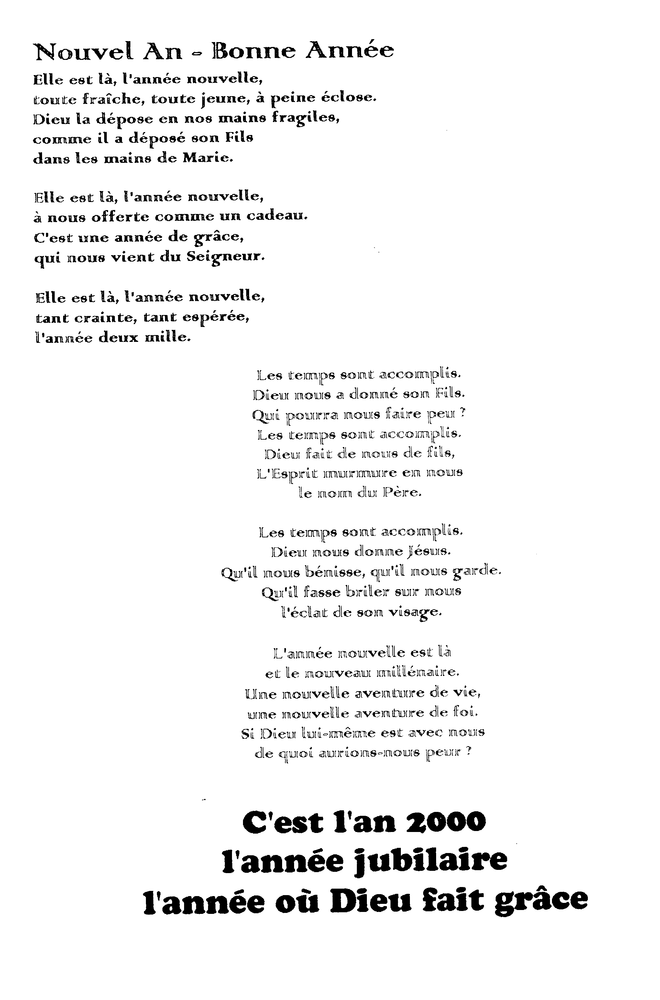 Nouvel An - Bonne Année
Elle est là, l'année nouvelle,
toute fraîche, toute jeune, à peine éclose.
Dieu la dépose en nos mains fragiles,
comme il a déposé son Fils
dans les mains de Marie.
Elle est là, l'année nouvelle,
à nous offerte comme un cadeau.
C'est une année de grâce,
qui nous vient du Seigneur.
Elle est là, l'année nouvelle,
tant crainte, tant espérée,
l'année deux mille.
Les temps sont accomplis.
Dieu nous a donné son Fils.
Qui pourra nous faire peu ?
Les temps sont accomplis.
Dieu fait de nous de fils,
L'Esprit murmure en nous
le nom du Père.
Les temps sont accomplis.
Dieu nous donne Jésus.
Qu'il nous bénisse, qu'il nous garde.
Qu'il fasse briller sur nous
l'éclat de son visage.
L'année nouvelle est là
et le nouveau millénaire.
Une nouvelle aventure de vie,
une nouvelle aventure de foi.
Si Dieu lui-même est avec nous
de quoi aurions-nous peur ?
C'est l'an 2000
l'année jubilaire
l'année où Dieu fait grâce